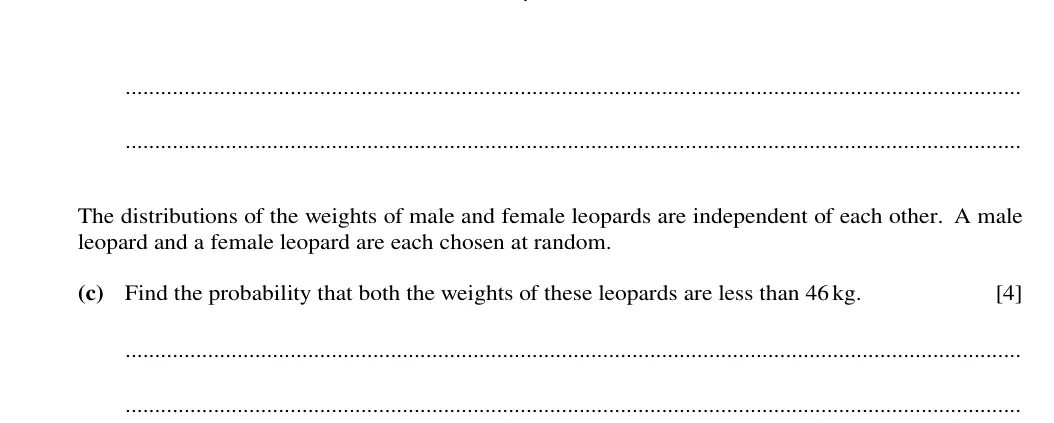 The distributions of the weights of male and female leopards are independent of each other. A male
leopard and a female leopard are each chosen at random.
(c) Find the probability that both the weights of these leopards are less than 46 kg. [4]